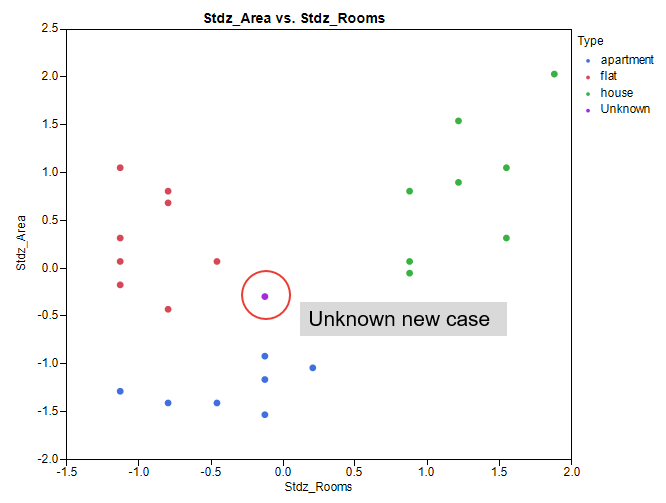 Stdz_Area vs. Stdz_Rooms
Type
apartment
flat
house
Unknown
2.5
2.0
1.5
1.0
0.5
0.0
-0.5
-1.0
-1.5
-2.0
Stdz_Area
Unknown new case
-1.5 -1.0 -0.5 0.0 0.5 1.0 1.5 2.0
Stdz_Rooms